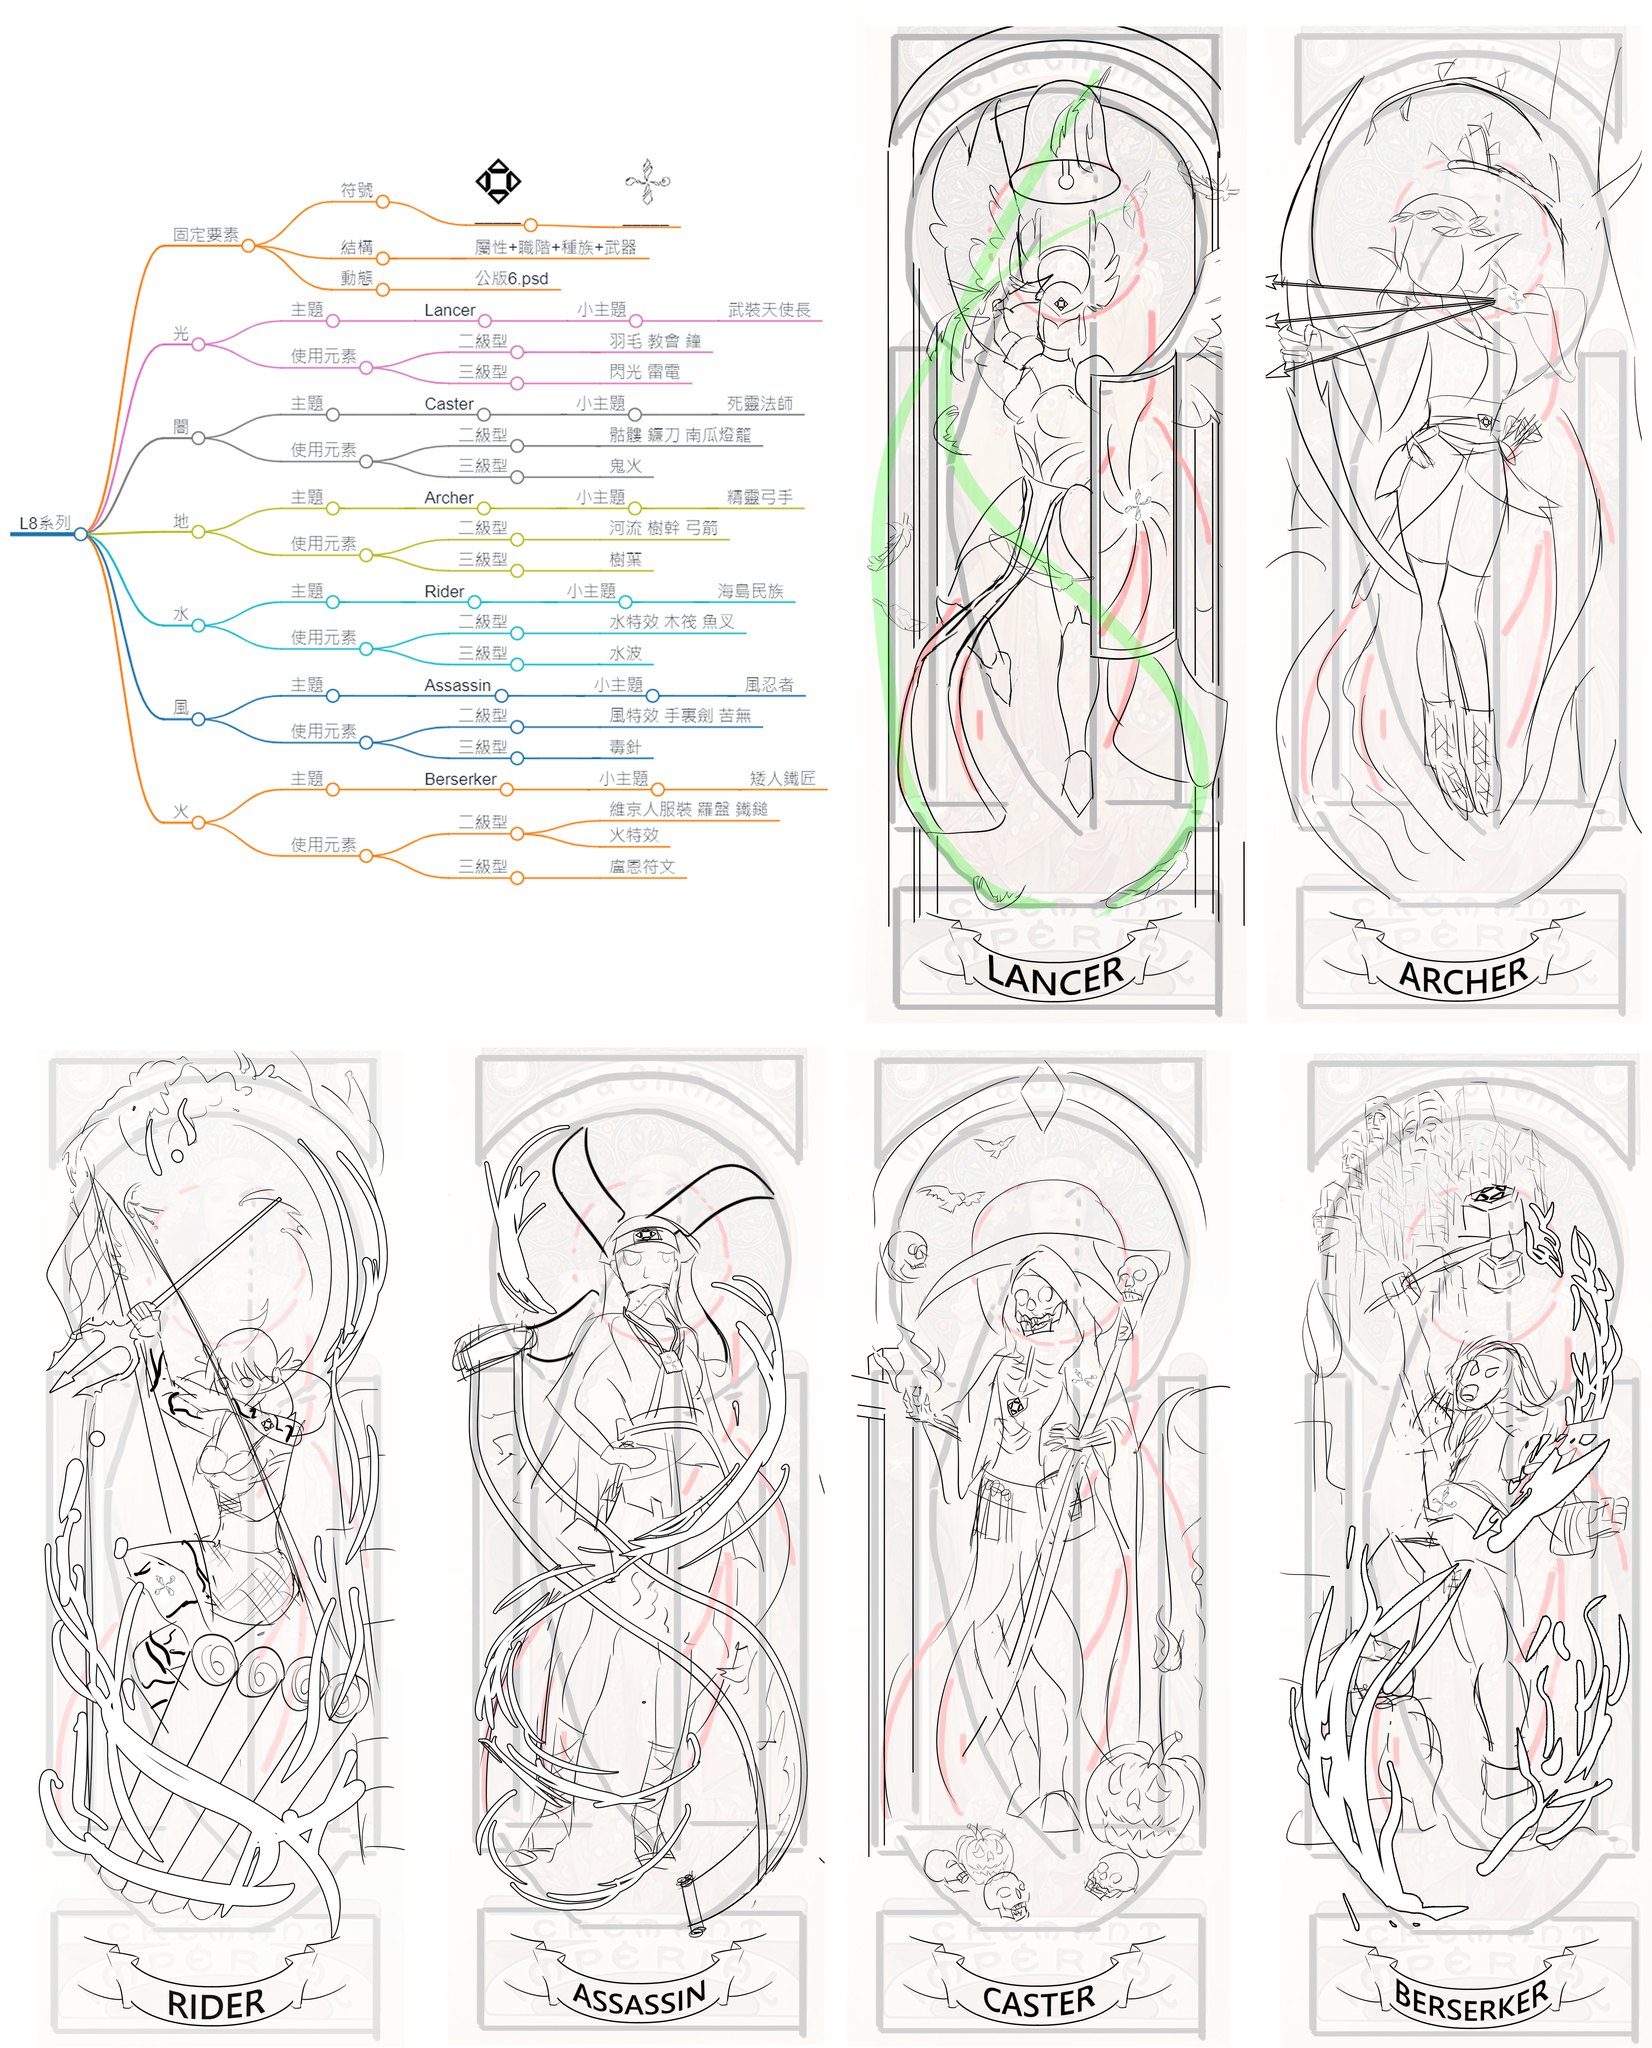 L8系列
固定要素
符號
結構
屬性+職階+種族+武器
動態
公版6.psd
光
主題
Lancer
小主題
武裝天使長
使用元素
二級型
羽毛 教會 鐘
三級型
閃光 雷電
闇
主題
Caster
小主題
死靈法師
使用元素
二級型
骷髏 鐮刀 南瓜燈籠
三級型
鬼火
地
主題
Archer
小主題
精靈弓手
使用元素
二級型
河流 樹幹 弓箭
三級型
樹葉
水
主題
Rider
小主題
海島民族
使用元素
二級型
水特效 木筏 魚叉
三級型
水波
風
主題
Assassin
小主題
風忍者
使用元素
二級型
風特效 手裏劍 苦無
三級型
毒針
火
主題
Berserker
小主題
矮人鐵匠
使用元素
二級型
維京人服裝 羅盤 鐵鎚
火特效
三級型
盧恩符文
LANCER
ARCHER
RIDER
ASSASSIN
CASTER
BERSERKER